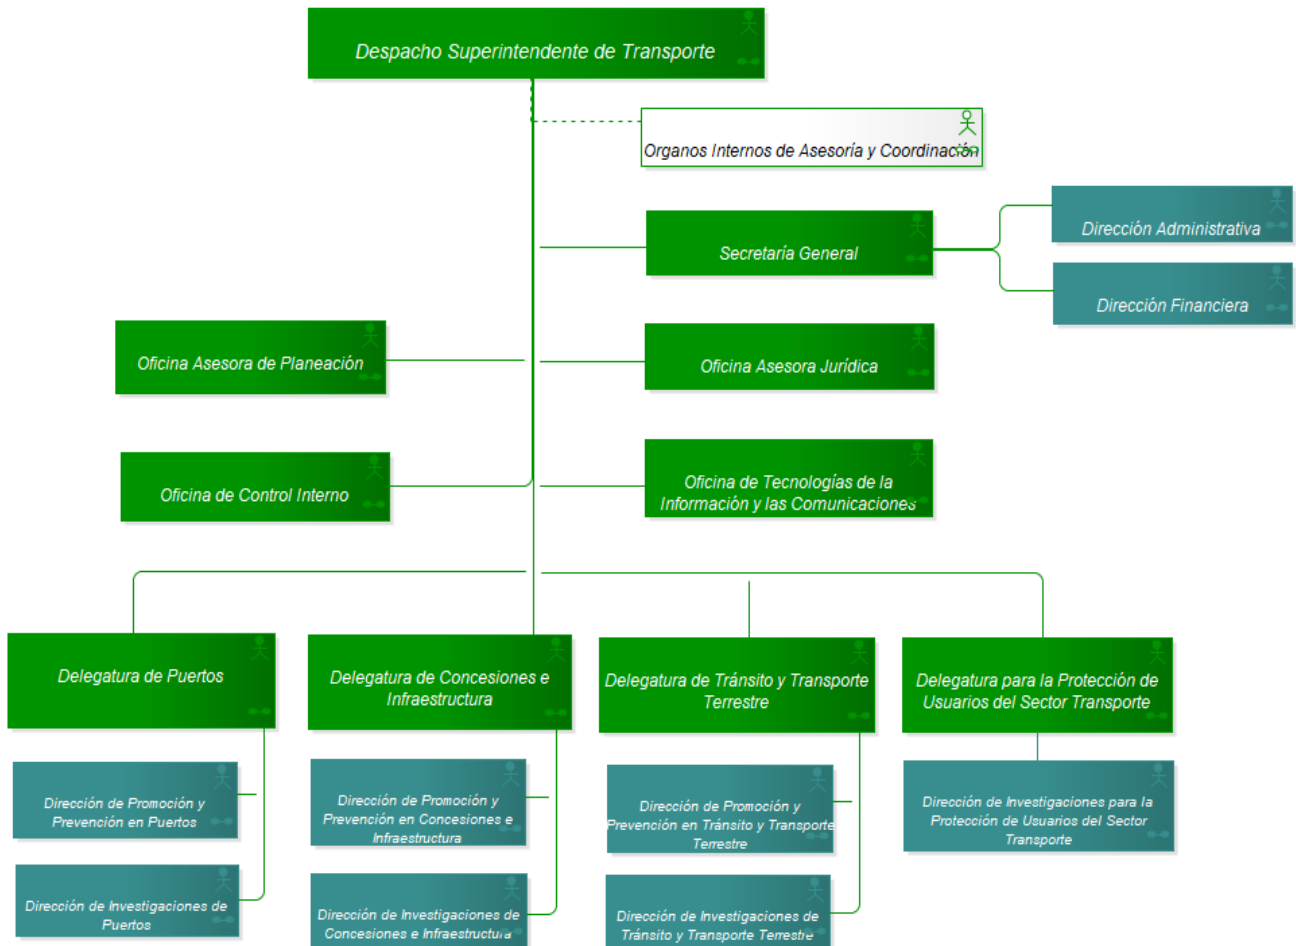 Despacho Superintendente de Transporte
Organos Internos de Asesoría y Coordinación
Secretaría General
Dirección Administrativa
Dirección Financiera
Oficina Asesora de Planeación
Oficina Asesora Jurídica
Oficina de Control Interno
Oficina de Tecnologías de la
Información y las Comunicaciones
Delegatura de Puertos
Delegatura de Concesiones e
Infraestructura
Delegatura de Tránsito y Transporte
Terrestre
Delegatura para la Protección de
Usuarios del Sector Transporte
Dirección de Promoción y
Prevención en Puertos
Dirección de Promoción y
Prevención en Concesiones e
Infraestructura
Dirección de Promoción y
Prevención en Tránsito y Transporte
Terrestre
Dirección de Investigaciones para la
Protección de Usuarios del Sector
Transporte
Dirección de Investigaciones de
Puertos
Dirección de Investigaciones de
Concesiones e Infraestructura
Dirección de Investigaciones de
Tránsito y Transporte Terrestre